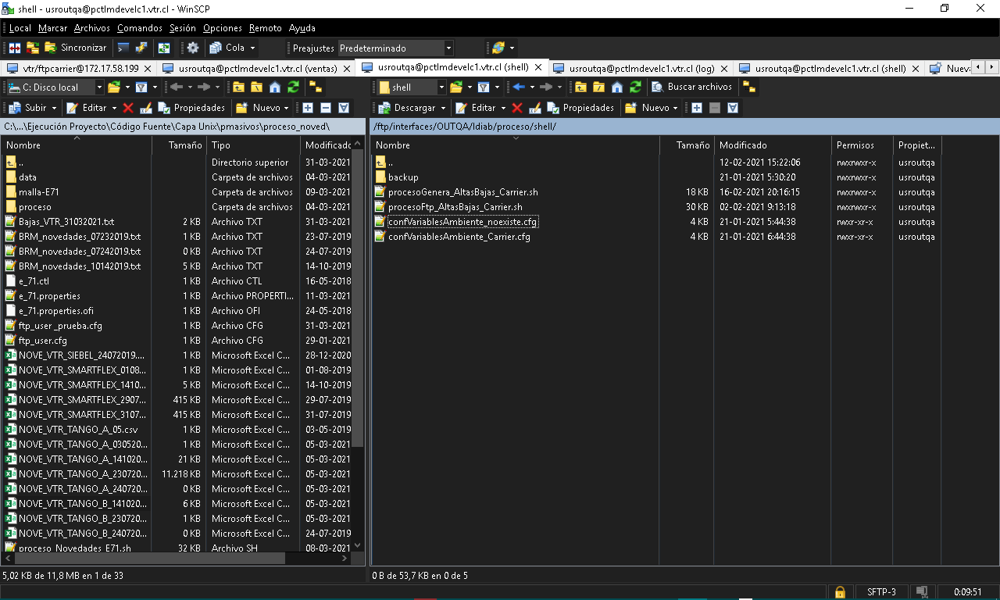 shell - usroutqa@pctlmdevelc1.vtr.cl - WinSCP
Local Marcar Archivos Comandos Sesión Opciones Remoto Ayuda
Sincronizar Cola Preajustes Predeterminado
vtr/ftpcarrier@172.17.58.199 usroutqa@pctlmdevelc1.vtr.cl (ventas) usroutqa@pctlmdevelc1.vtr.cl (shell) usroutqa@pctlmdevelc1.vtr.cl (log) usroutqa@pctlmdevelc1.vtr.cl (shell) Nuev
C: Disco local shell Buscar archivos
Subir Editar Propiedades Nuevo Descargar Editar Propiedades Nuevo
C:\...\Ejecución Proyecto\Código Fuente\Capa Unix\pmasivos\proceso_noved\
Nombre Tamaño Tipo Modificado
.. Directorio superior 31-03-2021
data Carpeta de archivos 04-03-2021
malla-E71 Carpeta de archivos 09-03-2021
proceso Carpeta de archivos 04-03-2021
Bajas_VTR_31032021.txt 2 KB Archivo TXT 31-03-2021
BRM_novedades_07232019.txt 1 KB Archivo TXT 23-07-2019
BRM_novedades_07242019.txt 0 KB Archivo TXT 24-07-2019
BRM_novedades_10142019.txt 5 KB Archivo TXT 14-10-2019
e_71.ctl 1 KB Archivo CTL 16-05-2018
e_71.properties 1 KB Archivo PROPERTI... 11-03-2021
e_71.properties.ofi 1 KB Archivo OFI 24-05-2018
ftp_user _prueba.cfg 1 KB Archivo CFG 31-03-2021
ftp_user.cfg 1 KB Archivo CFG 29-01-2021
NOVE_VTR_SIEBEL_24072019.... 1 KB Microsoft Excel C... 28-12-2020
NOVE_VTR_SMARTFLEX_0108... 1 KB Microsoft Excel C... 01-08-2019
NOVE_VTR_SMARTFLEX_1410... 5 KB Microsoft Excel C... 14-10-2019
NOVE_VTR_SMARTFLEX_2907... 415 KB Microsoft Excel C... 29-07-2019
NOVE_VTR_SMARTFLEX_3107... 415 KB Microsoft Excel C... 31-07-2019
NOVE_VTR_TANGO_A_05.csv 1 KB Microsoft Excel C... 03-05-2019
NOVE_VTR_TANGO_A_030520... 1 KB Microsoft Excel C... 05-03-2021
NOVE_VTR_TANGO_A_141020... 21 KB Microsoft Excel C... 05-03-2021
NOVE_VTR_TANGO_A_230720... 11.218 KB Microsoft Excel C... 05-03-2021
NOVE_VTR_TANGO_A_240720... 0 KB Microsoft Excel C... 05-03-2021
NOVE_VTR_TANGO_B_141020... 6 KB Microsoft Excel C... 05-03-2021
NOVE_VTR_TANGO_B_230720... 1 KB Microsoft Excel C... 05-03-2021
NOVE_VTR_TANGO_B_240720... 0 KB Microsoft Excel C... 24-07-2019
proceso_Novedades_E71.sh 32 KB Archivo SH 08-03-2021
5,02 KB de 11,8 MB en 1 de 33
/ftp/interfaces/OUTQA/Idiab/proceso/shell/
Nombre Tamaño Modificado Permisos Propiet...
.. 12-02-2021 15:22:06 rwxrwxr-x usroutqa
backup 21-01-2021 5:30:20 rwxrwxr-x usroutqa
procesoGenera_AltasBajas_Carrier.sh 18 KB 16-02-2021 20:16:15 rwxrwxr-x usroutqa
procesoFtp_AltasBajas_Carrier.sh 30 KB 02-02-2021 9:13:18 rwxrwxr-x usroutqa
confVariablesAmbiente_noexiste.cfg 4 KB 21-01-2021 5:44:38 rwxr-xr-x usroutqa
confVariablesAmbiente_Carrier.cfg 4 KB 21-01-2021 6:44:38 rwxr-xr-x usroutqa
0 B de 53,7 KB en 0 de 5
SFTP-3 0:09:51